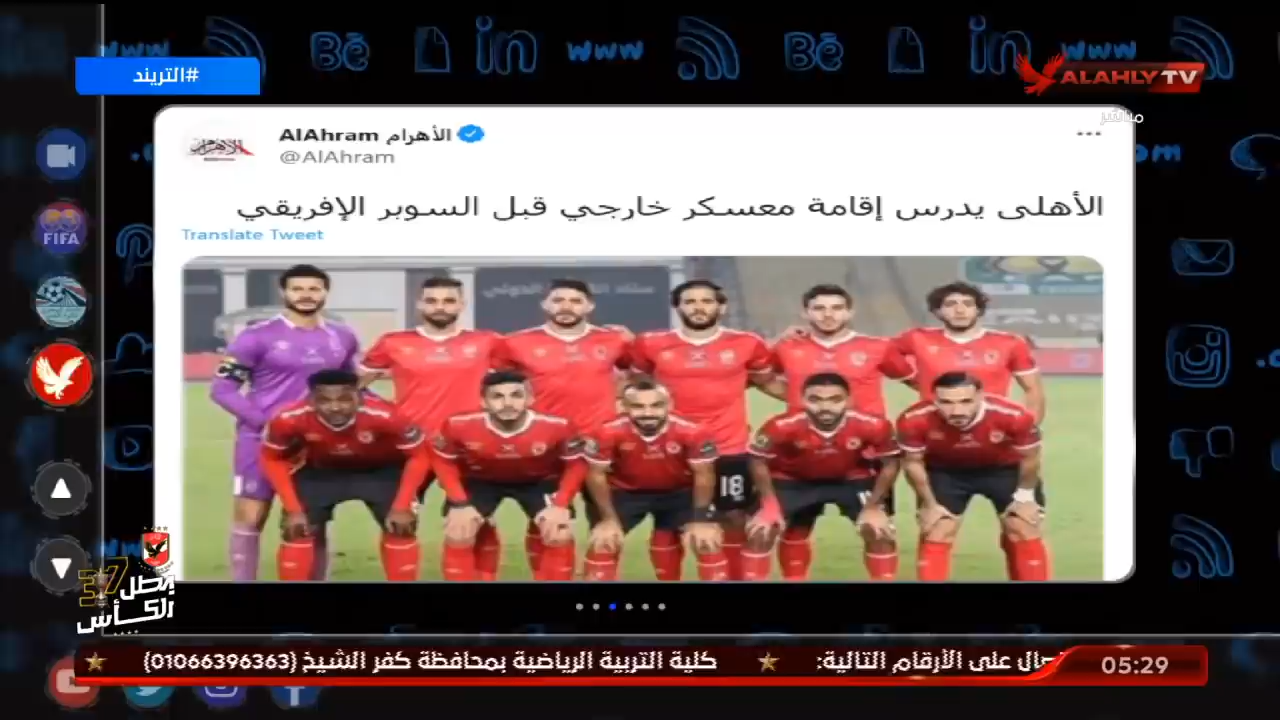 #التريند
ALAHLY TV
مباشر
AlAhram الأهرام
@AlAhram
الأهلى يدرس إقامة معسكر خارجي قبل السوبر الإفريقي
Translate Tweet
FIFA
18
بطل الكأس 37
تصال على الأرقام التالية: ★ كلية التربية الرياضية بمحافظة كفر الشيخ (01066396363) ★
05:29